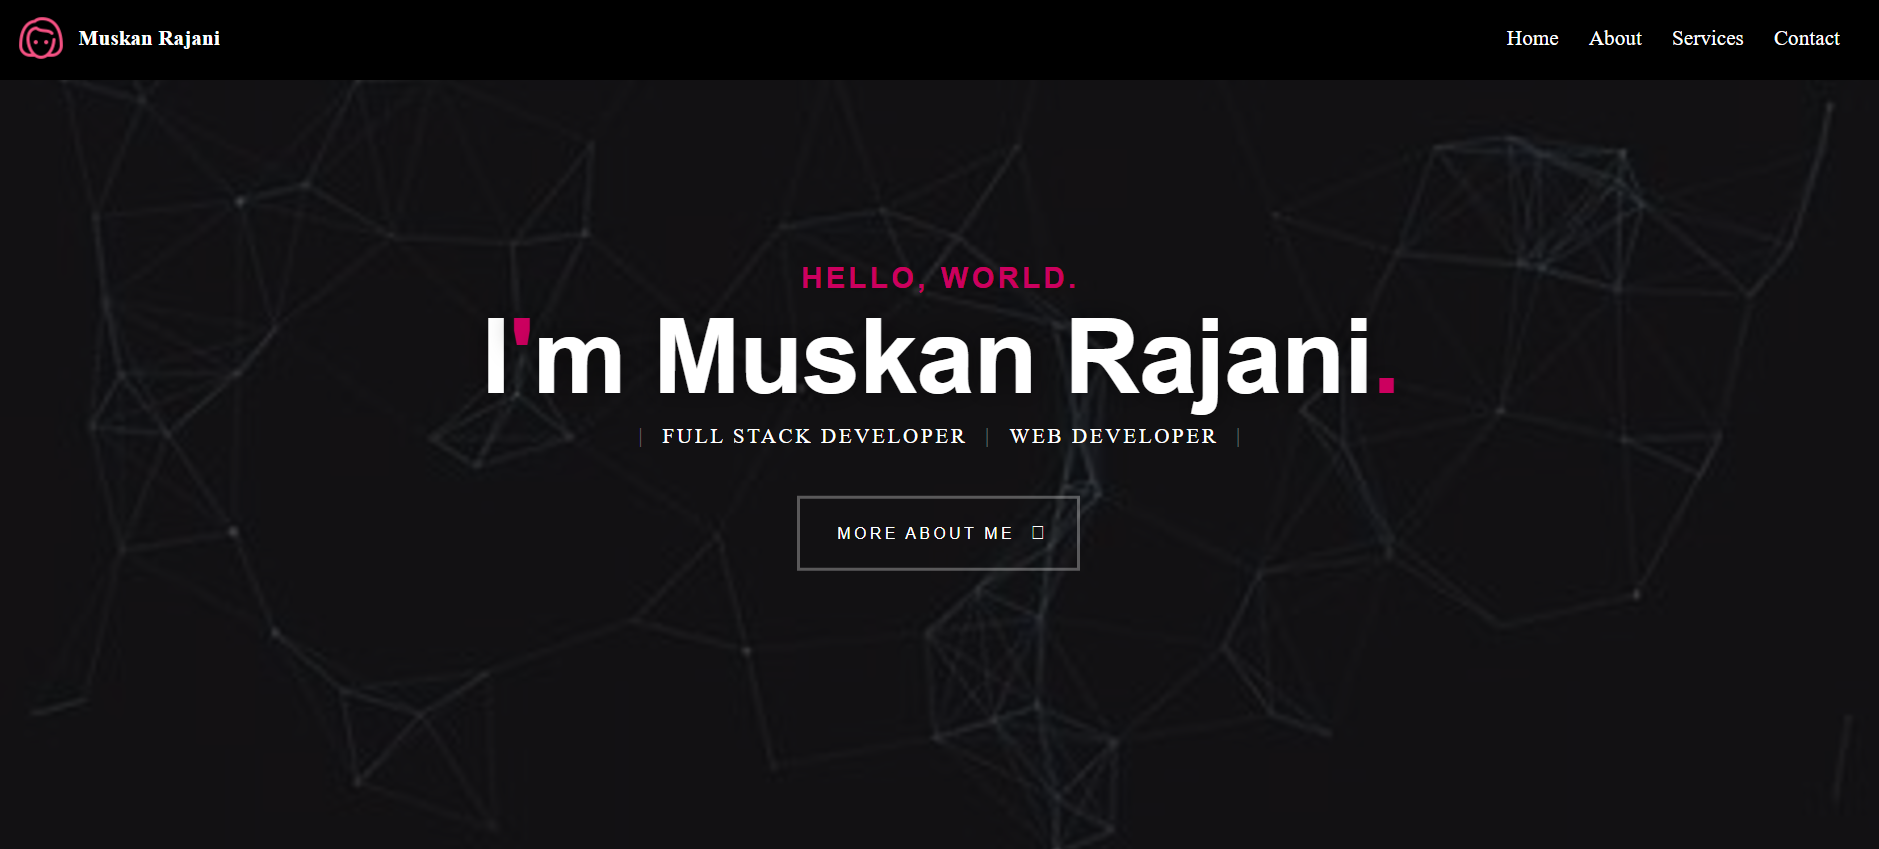 Muskan Rajani
Home About Services Contact
HELLO, WORLD.
I'm Muskan Rajani.
| FULL STACK DEVELOPER | WEB DEVELOPER |
MORE ABOUT ME